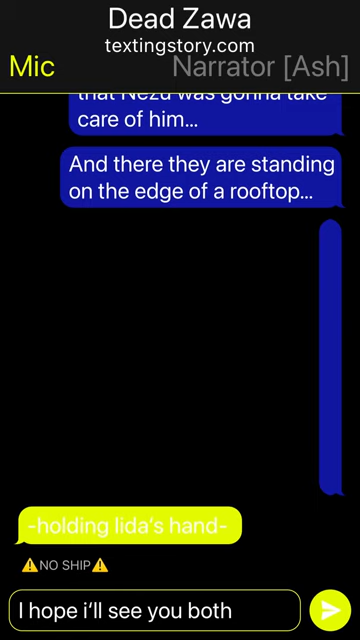 Dead Zawa
textingstory.com
Mic
Narrator [Ash]
that Nezu was gonna take
care of him...
And there they are standing
on the edge of a rooftop...
-holding Iida's hand-
⚠️NO SHIP⚠️
I hope i'll see you both